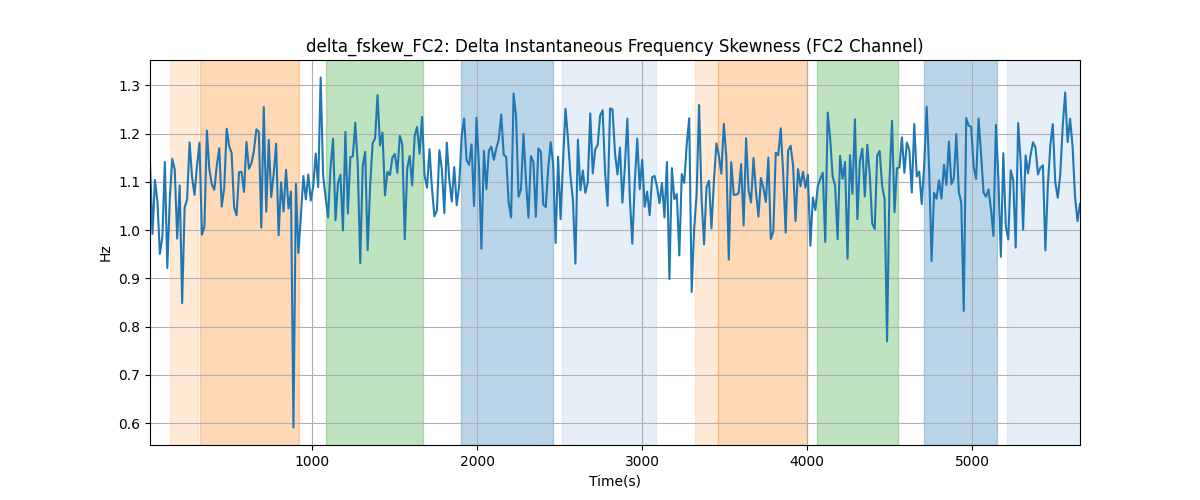 delta_fskew_FC2: Delta Instantaneous Frequency Skewness (FC2 Channel)
1.3
1.2
1.1
1.0
0.9
0.8
0.7
0.6
Hz
1000 2000 3000 4000 5000
Time(s)